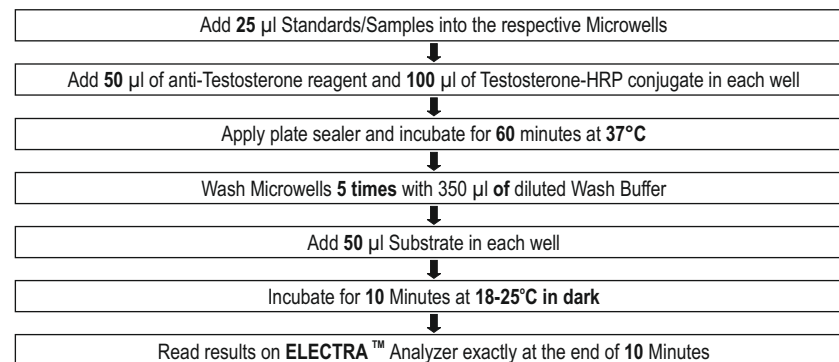 Add 25 µl Standards/Samples into the respective Microwells
Add 50 µl of anti-Testosterone reagent and 100 µl of Testosterone-HRP conjugate in each well
Apply plate sealer and incubate for 60 minutes at 37°C
Wash Microwells 5 times with 350 µl of diluted Wash Buffer
Add 50 µl Substrate in each well
Incubate for 10 Minutes at 18-25°C in dark
Read results on ELECTRA™ Analyzer exactly at the end of 10 Minutes